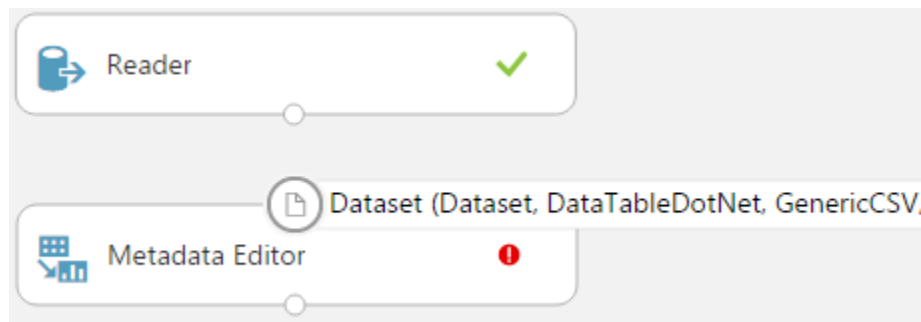 Reader
Dataset (Dataset, DataTableDotNet, GenericCSV,
Metadata Editor